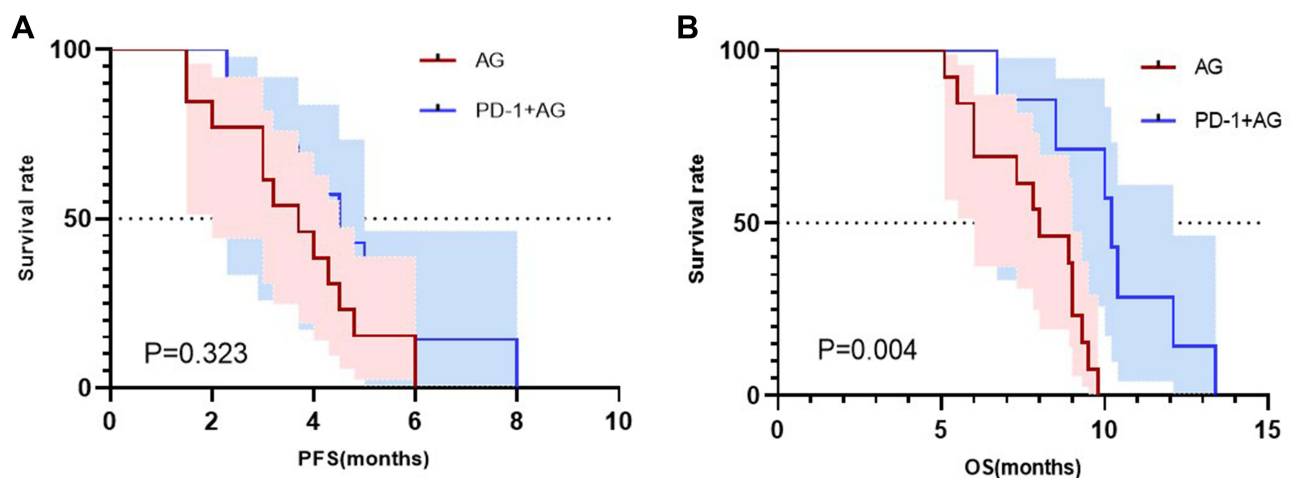 A
Survival rate
100
50
0
AG
PD-1+AG
P=0.323
0 2 4 6 8 10
PFS(months)
B
Survival rate
100
50
0
AG
PD-1+AG
P=0.004
0 5 10 15
OS(months)